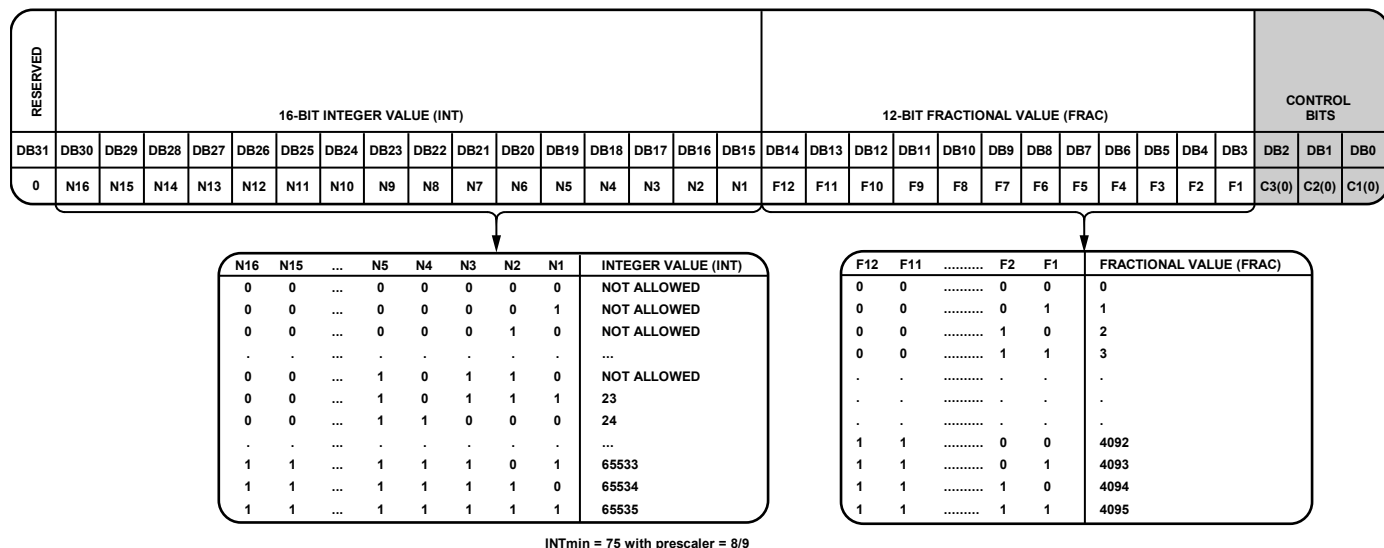 RESERVED
16-BIT INTEGER VALUE (INT) 12-BIT FRACTIONAL VALUE (FRAC) CONTROL BITS
DB31 DB30 DB29 DB28 DB27 DB26 DB25 DB24 DB23 DB22 DB21 DB20 DB19 DB18 DB17 DB16 DB15 DB14 DB13 DB12 DB11 DB10 DB9 DB8 DB7 DB6 DB5 DB4 DB3 DB2 DB1 DB0
0 N16 N15 N14 N13 N12 N11 N10 N9 N8 N7 N6 N5 N4 N3 N2 N1 F12 F11 F10 F9 F8 F7 F6 F5 F4 F3 F2 F1 C3(0) C2(0) C1(0)
N16 N15 ... N5 N4 N3 N2 N1 INTEGER VALUE (INT)
0 0 ... 0 0 0 0 0 NOT ALLOWED
0 0 ... 0 0 0 0 1 NOT ALLOWED
0 0 ... 0 0 0 1 0 NOT ALLOWED
. . ... . . . . . ...
0 0 ... 1 0 1 1 0 NOT ALLOWED
0 0 ... 1 0 1 1 1 23
0 0 ... 1 1 0 0 0 24
. . ... . . . . . ...
1 1 ... 1 1 1 0 1 65533
1 1 ... 1 1 1 1 0 65534
1 1 ... 1 1 1 1 1 65535
INTmin = 75 with prescaler = 8/9
F12 F11 .......... F2 F1 FRACTIONAL VALUE (FRAC)
0 0 .......... 0 0 0
0 0 .......... 0 1 1
0 0 .......... 1 0 2
0 0 .......... 1 1 3
. . .......... . . .
. . .......... . . .
. . .......... . . .
1 1 .......... 0 0 4092
1 1 .......... 0 1 4093
1 1 .......... 1 0 4094
1 1 ......... 1 1 4095